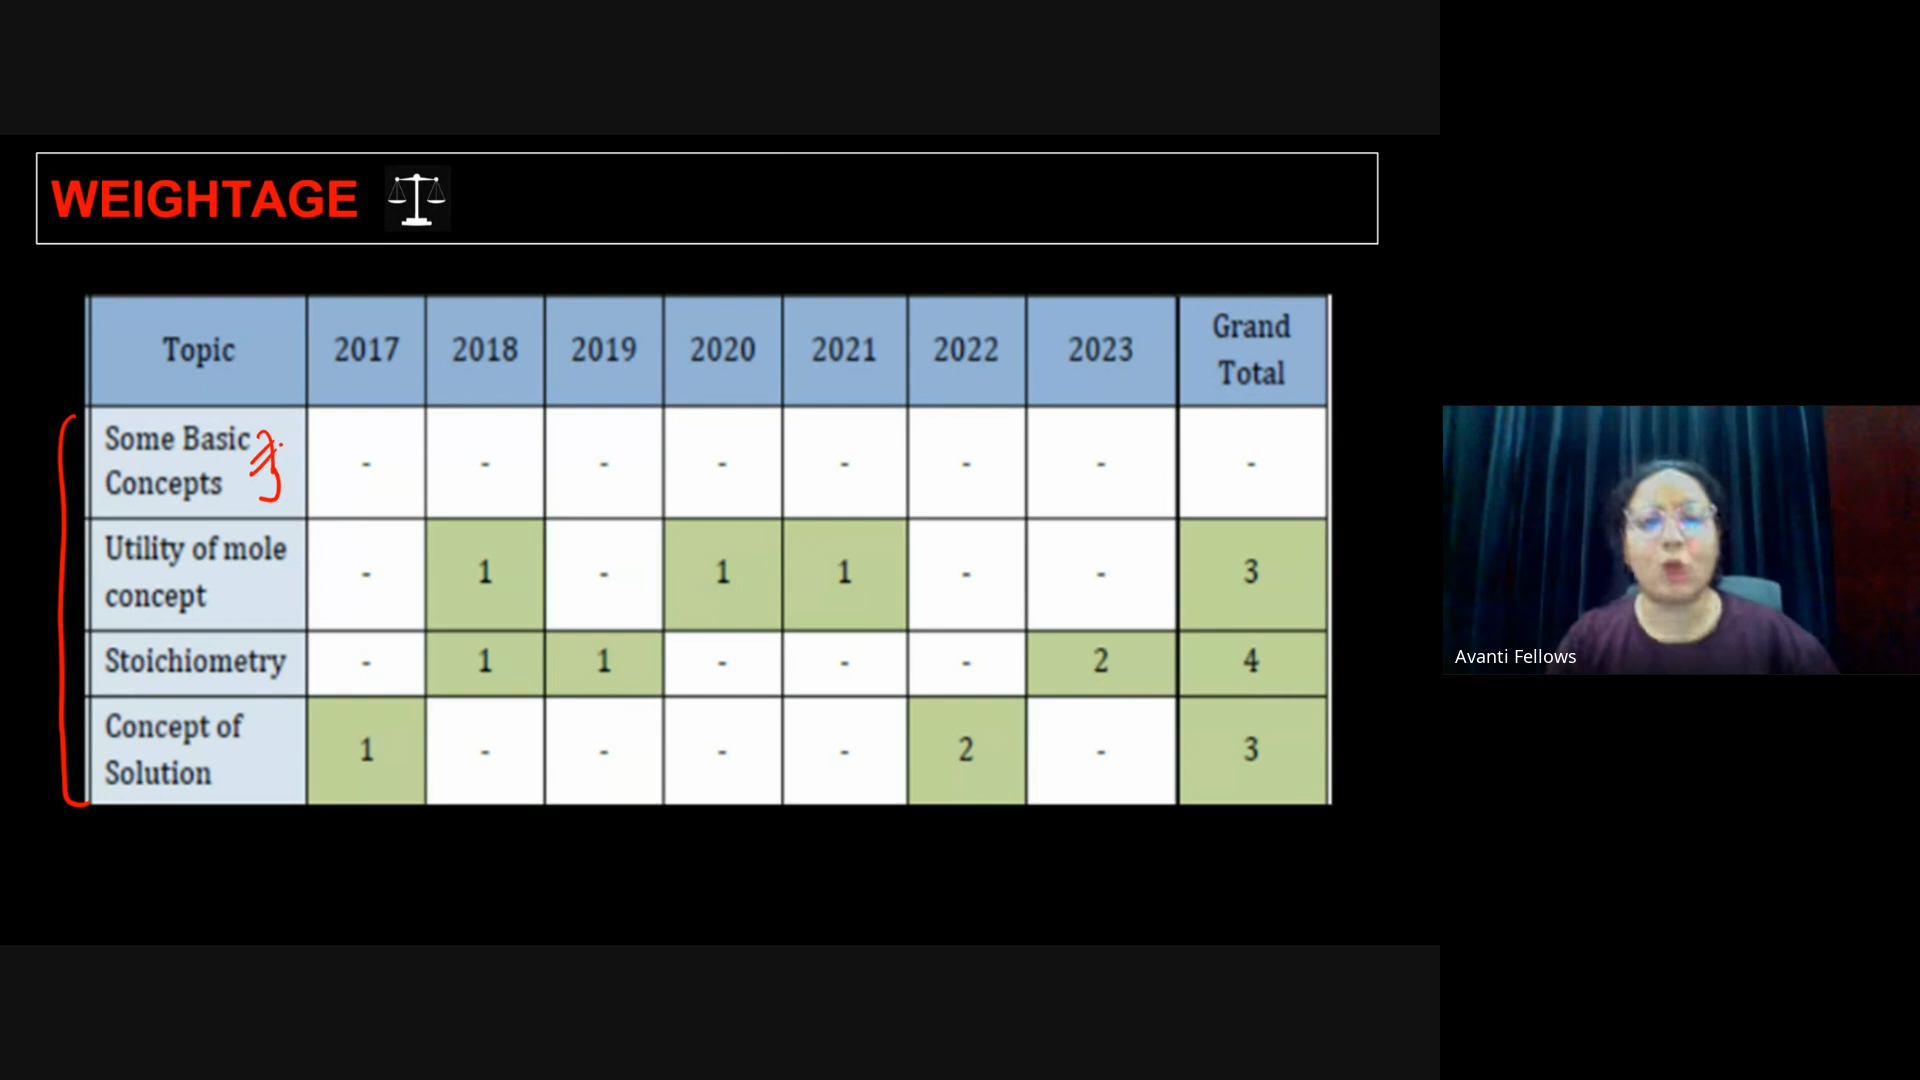 WEIGHTAGE
Topic 2017 2018 2019 2020 2021 2022 2023 Grand Total
Some Basic Concepts - - - - - - - -
Utility of mole concept - 1 - 1 1 - - 3
Stoichiometry - 1 1 - - - 2 4
Concept of Solution 1 - - - - 2 - 3
Avanti Fellows